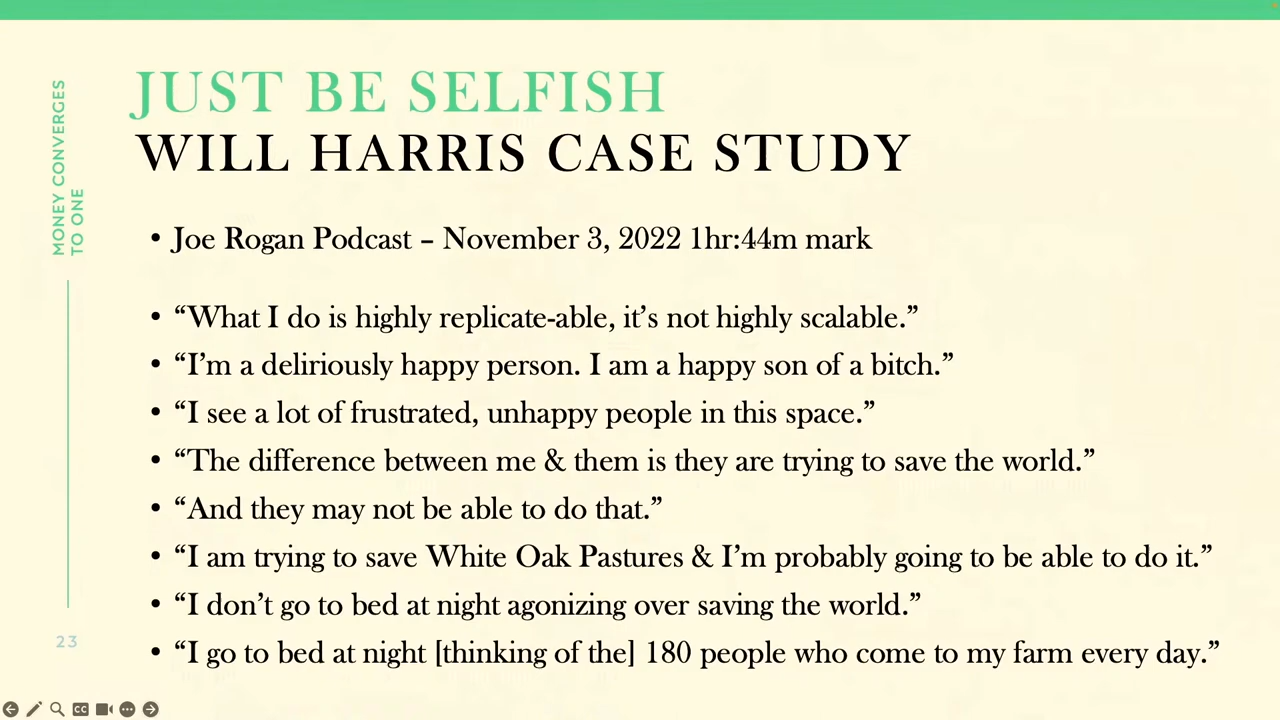 MONEY CONVERGES
TO ONE
JUST BE SELFISH
WILL HARRIS CASE STUDY
• Joe Rogan Podcast – November 3, 2022 1hr:44m mark
• “What I do is highly replicate-able, it’s not highly scalable.”
• “I’m a deliriously happy person. I am a happy son of a bitch.”
• “I see a lot of frustrated, unhappy people in this space.”
• “The difference between me & them is they are trying to save the world.”
• “And they may not be able to do that.”
• “I am trying to save White Oak Pastures & I’m probably going to be able to do it.”
• “I don’t go to bed at night agonizing over saving the world.”
• “I go to bed at night [thinking of the] 180 people who come to my farm every day.”
23
CC